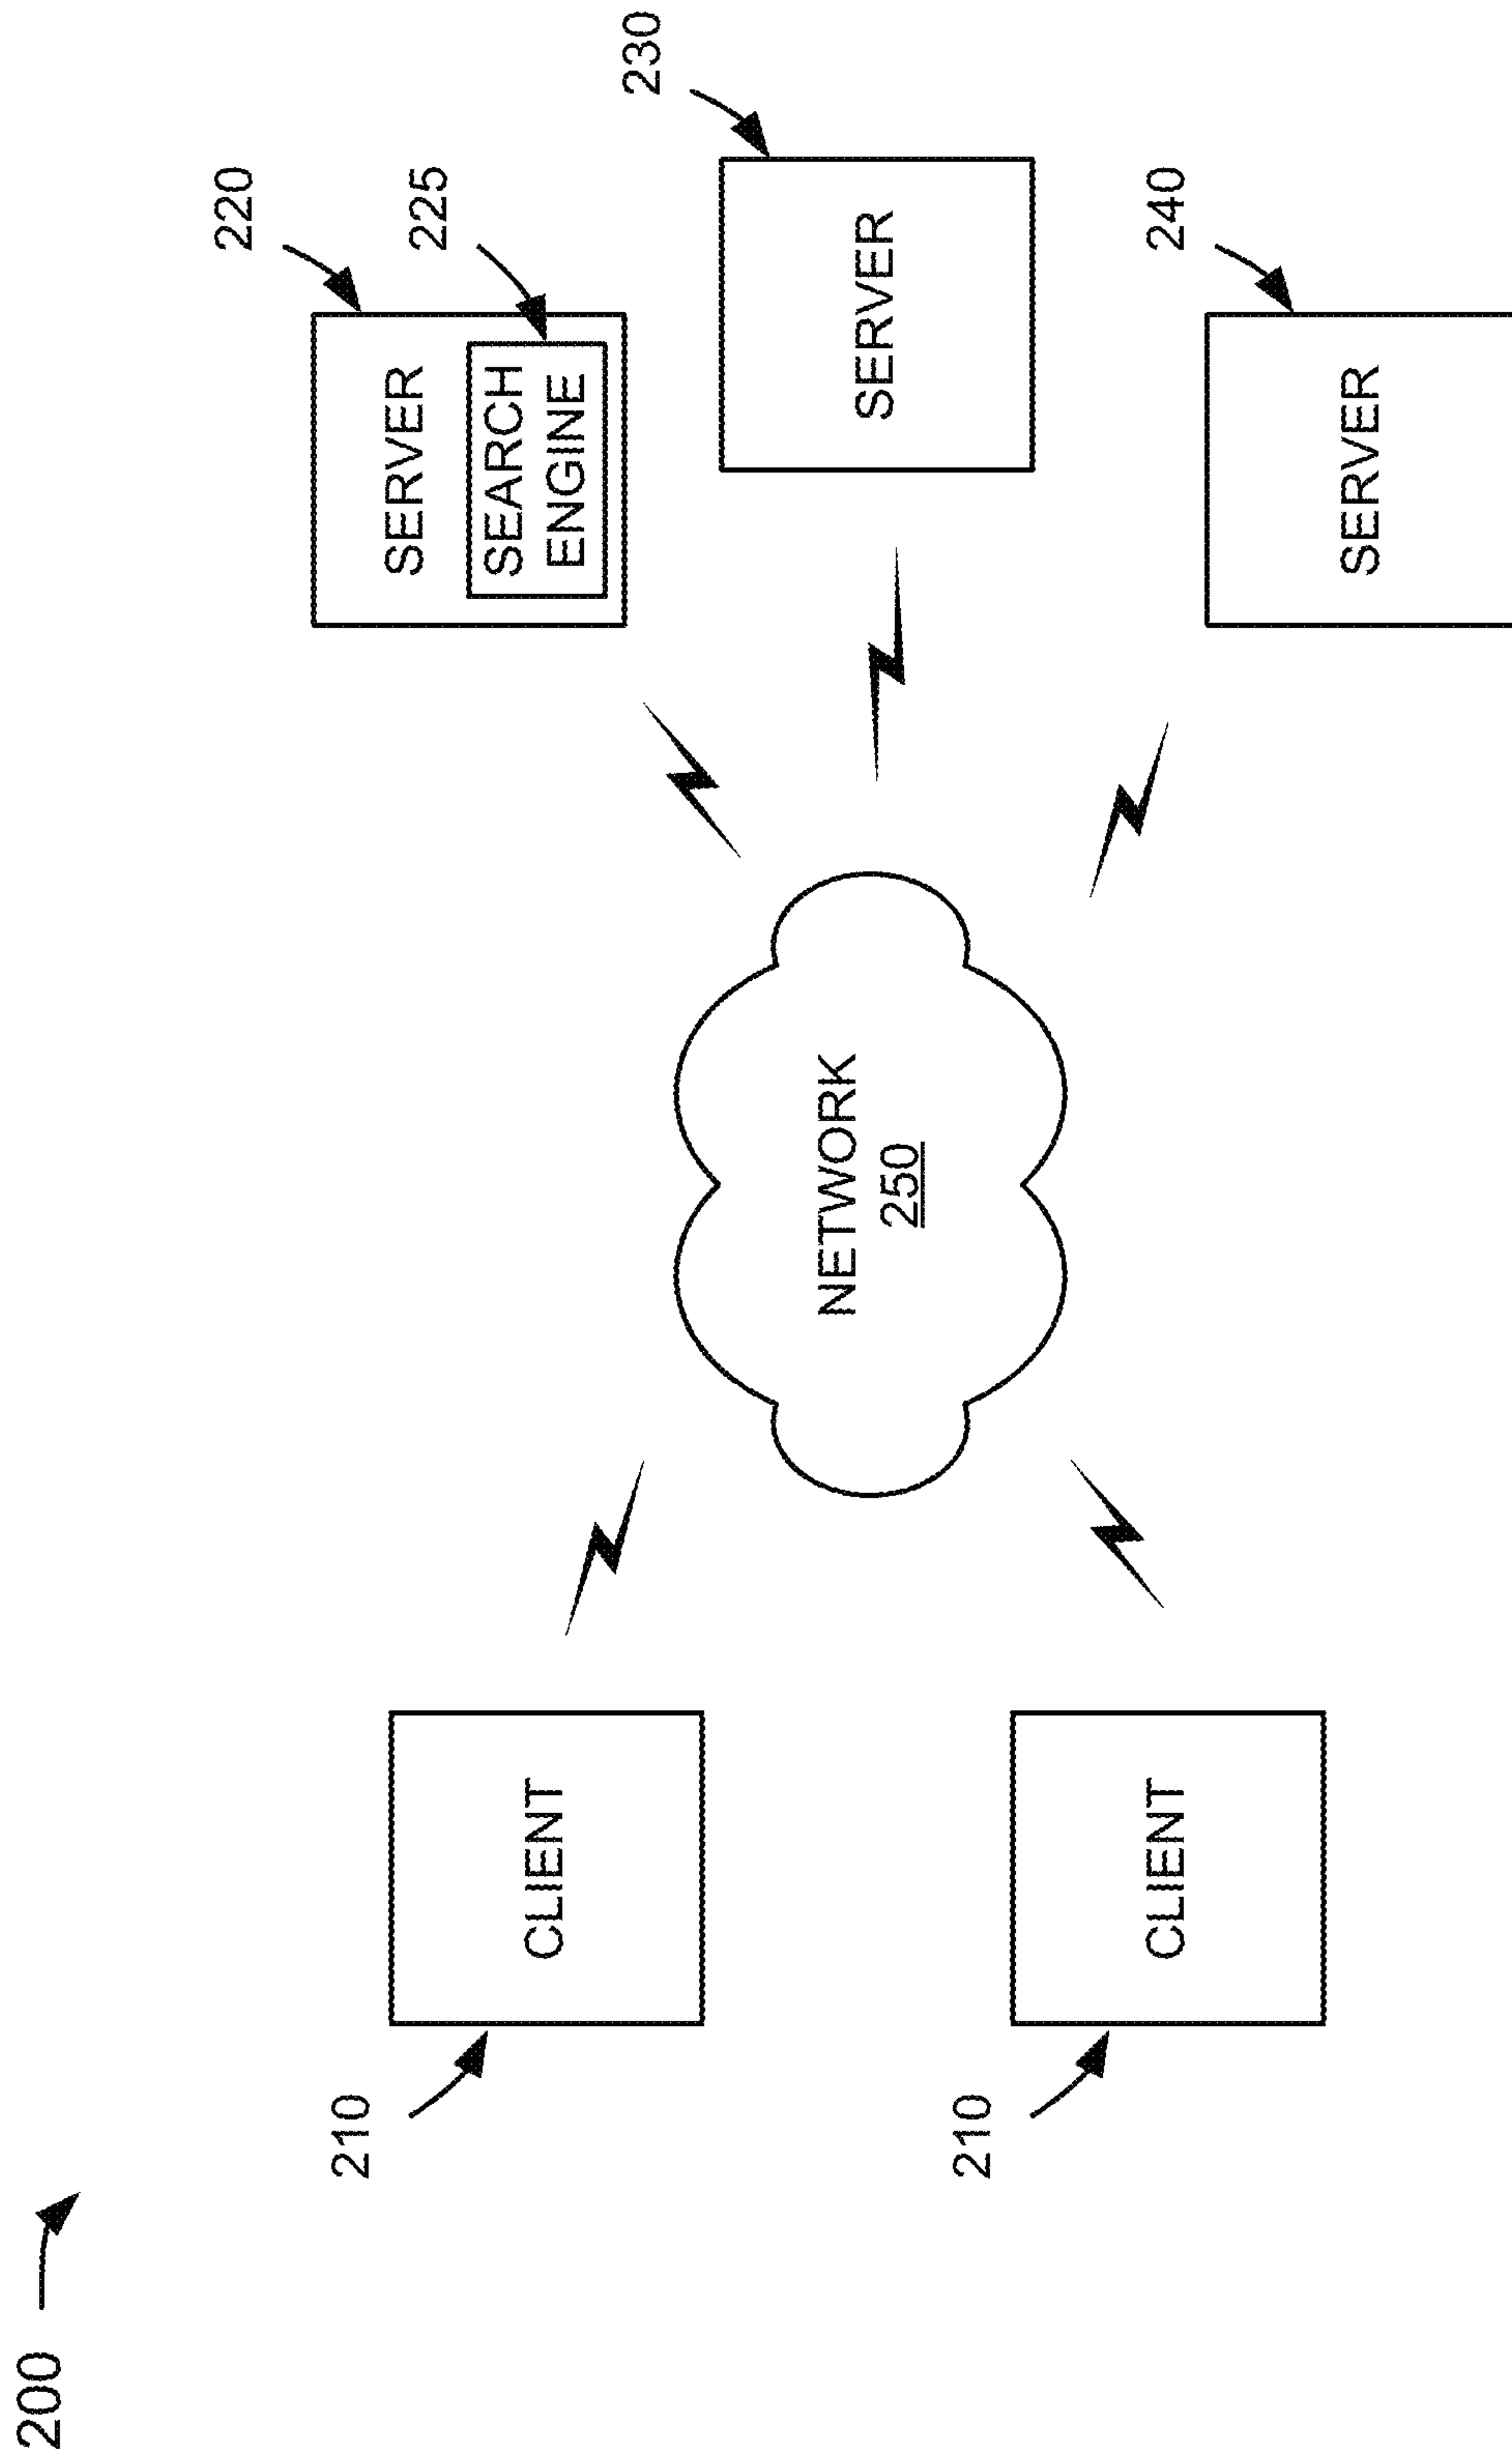 200
210
CLIENT
210
CLIENT
NETWORK
250
220
SERVER
225
SEARCH
ENGINE
230
SERVER
240
SERVER